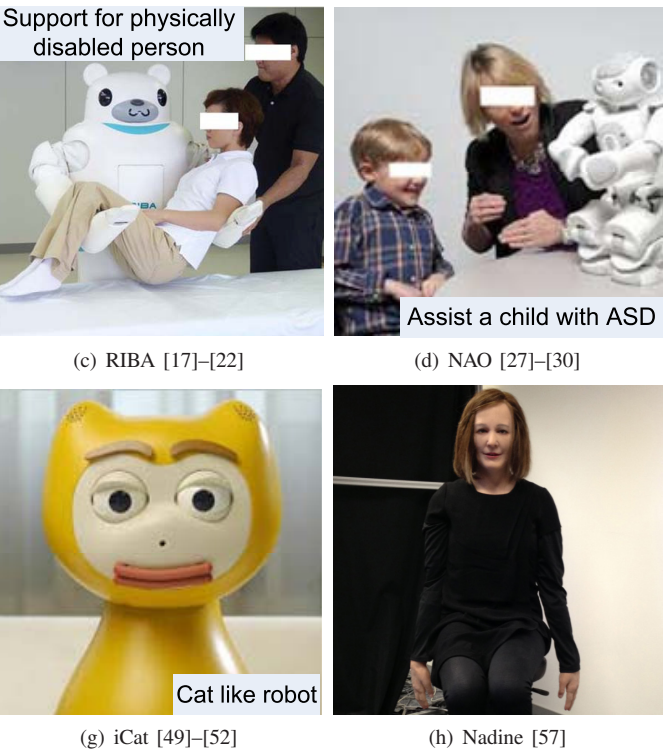 Support for physically
disabled person
RIBA
Assist a child with ASD
(c) RIBA [17]–[22]
(d) NAO [27]–[30]
Cat like robot
(g) iCat [49]–[52]
(h) Nadine [57]